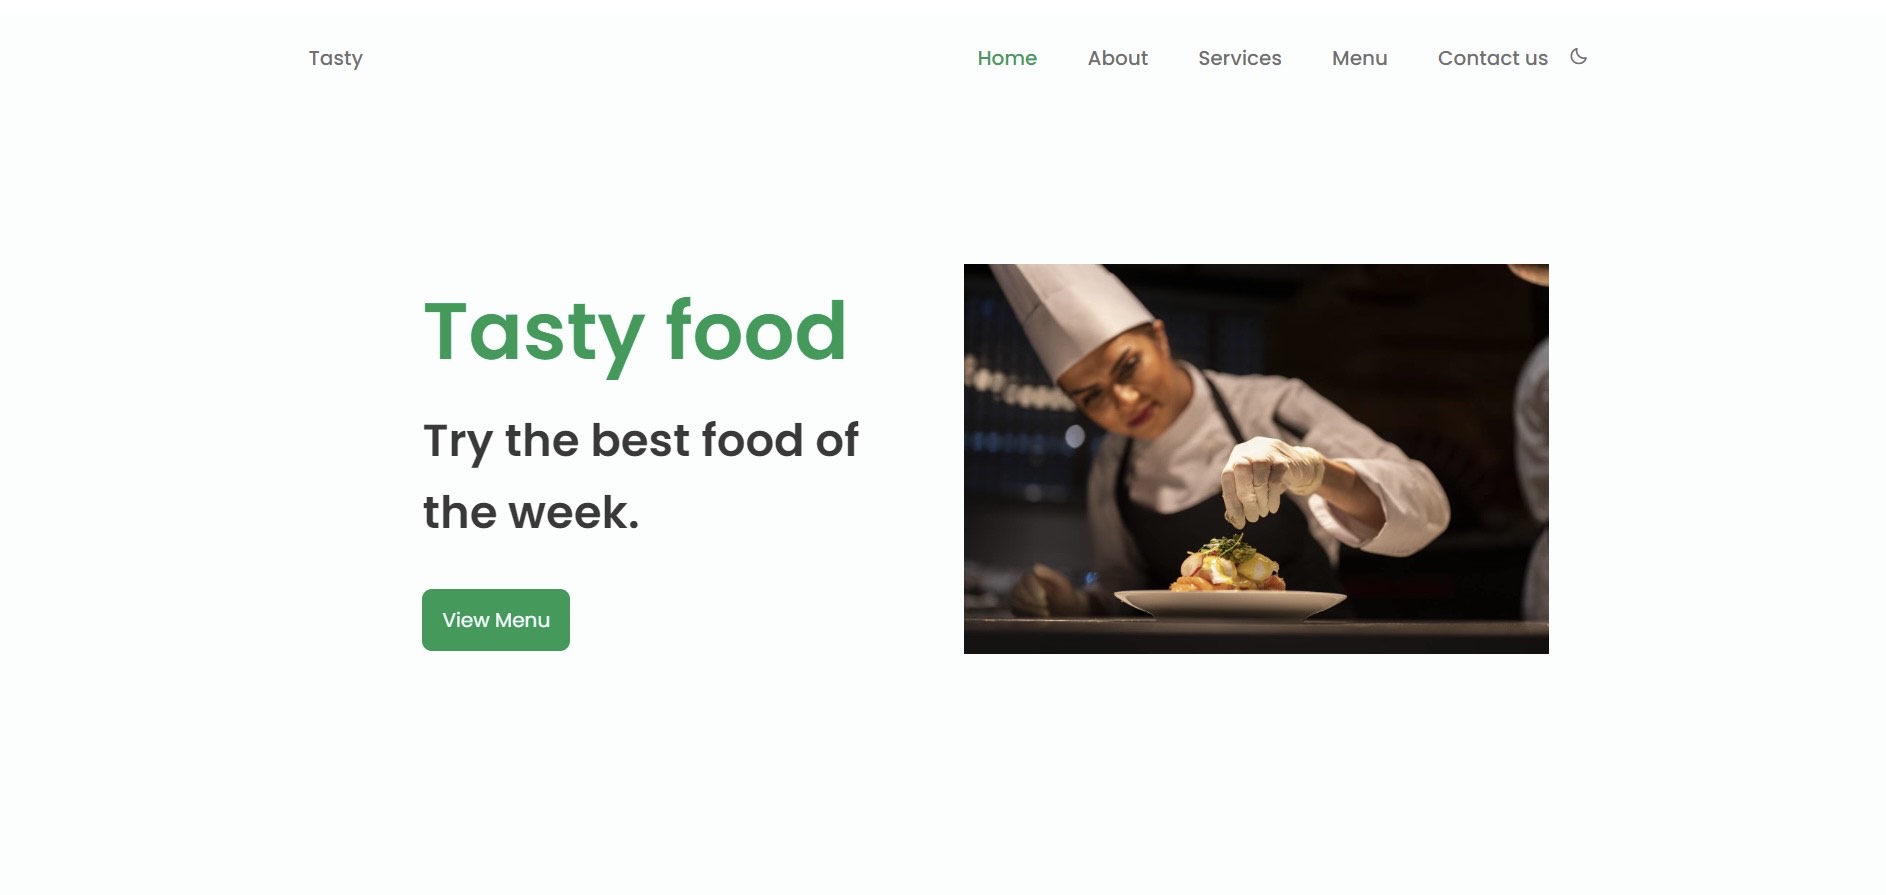 Tasty
Home About Services Menu Contact us
Tasty food
Try the best food of
the week.
View Menu